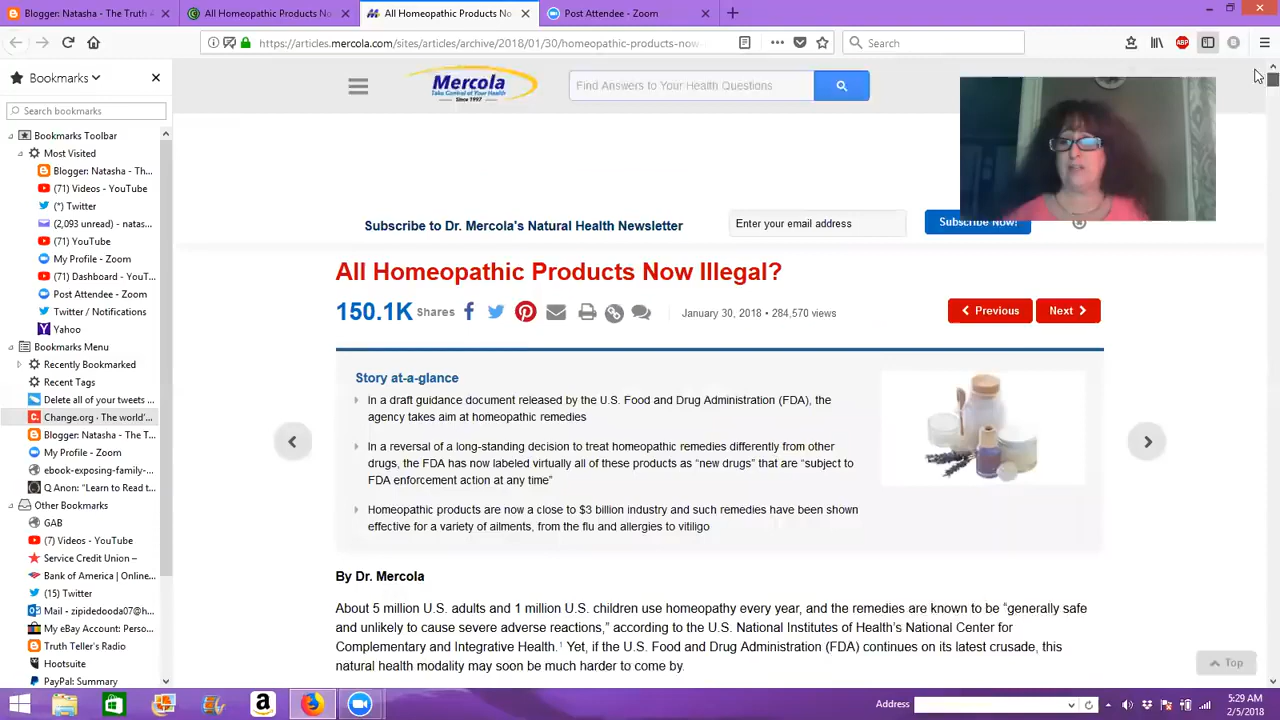 Blogger: Natasha - The Truth
All Homeopathic Products No
All Homeopathic Products No
Post Attendee - Zoom
https://articles.mercola.com/sites/articles/archive/2018/01/30/homeopathic-products-now
Search
ABP
Bookmarks
Search bookmarks
Bookmarks Toolbar
Most Visited
Blogger: Natasha - Th...
(71) Videos - YouTube
(*) Twitter
(2,093 unread) - natas...
(71) YouTube
My Profile - Zoom
(71) Dashboard - YouT...
Post Attendee - Zoom
Twitter / Notifications
Yahoo
Bookmarks Menu
Recently Bookmarked
Recent Tags
Delete all of your tweets ...
Change.org · The world'...
Blogger: Natasha - The T...
My Profile - Zoom
ebook-exposing-family-...
Q Anon: "Learn to Read t...
Other Bookmarks
GAB
(7) Videos - YouTube
Service Credit Union –
Bank of America | Online...
(15) Twitter
Mail - zipidedooda07@h...
My eBay Account: Perso...
Truth Teller's Radio
Hootsuite
PayPal: Summary
Mercola
Take Control of Your Health
Since 1997
Find Answers to Your Health Questions
Subscribe to Dr. Mercola's Natural Health Newsletter
Enter your email address
Subscribe Now!
All Homeopathic Products Now Illegal?
150.1K Shares
January 30, 2018 • 284,570 views
Previous
Next
Story at-a-glance
In a draft guidance document released by the U.S. Food and Drug Administration (FDA), the
agency takes aim at homeopathic remedies
In a reversal of a long-standing decision to treat homeopathic remedies differently from other
drugs, the FDA has now labeled virtually all of these products as “new drugs” that are “subject to
FDA enforcement action at any time”
Homeopathic products are now a close to $3 billion industry and such remedies have been shown
effective for a variety of ailments, from the flu and allergies to vitiligo
By Dr. Mercola
About 5 million U.S. adults and 1 million U.S. children use homeopathy every year, and the remedies are known to be “generally safe
and unlikely to cause severe adverse reactions,” according to the U.S. National Institutes of Health’s National Center for
Complementary and Integrative Health.¹ Yet, if the U.S. Food and Drug Administration (FDA) continues on its latest crusade, this
natural health modality may soon be much harder to come by.
Top
Address
5:29 AM
2/5/2018